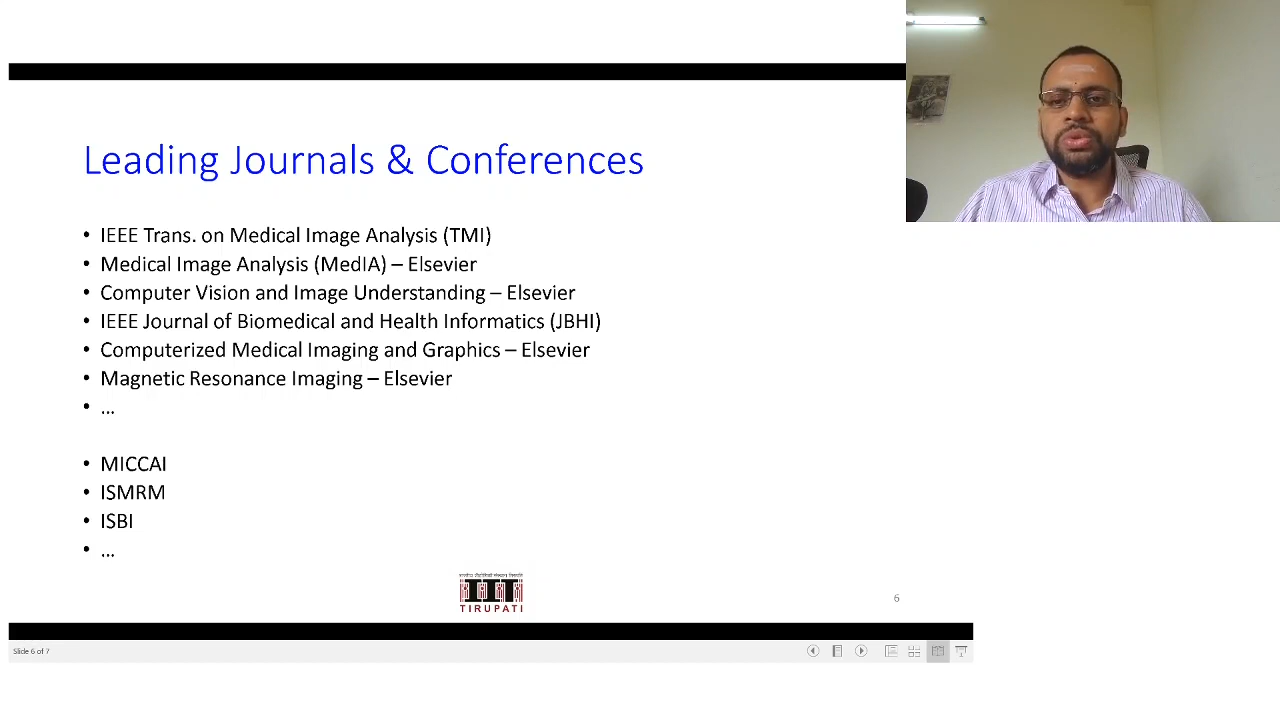 Leading Journals & Conferences
• IEEE Trans. on Medical Image Analysis (TMI)
• Medical Image Analysis (MedIA) – Elsevier
• Computer Vision and Image Understanding – Elsevier
• IEEE Journal of Biomedical and Health Informatics (JBHI)
• Computerized Medical Imaging and Graphics – Elsevier
• Magnetic Resonance Imaging – Elsevier
• ...
• MICCAI
• ISMRM
• ISBI
• ...
TIRUPATI
6
Slide 6 of 7